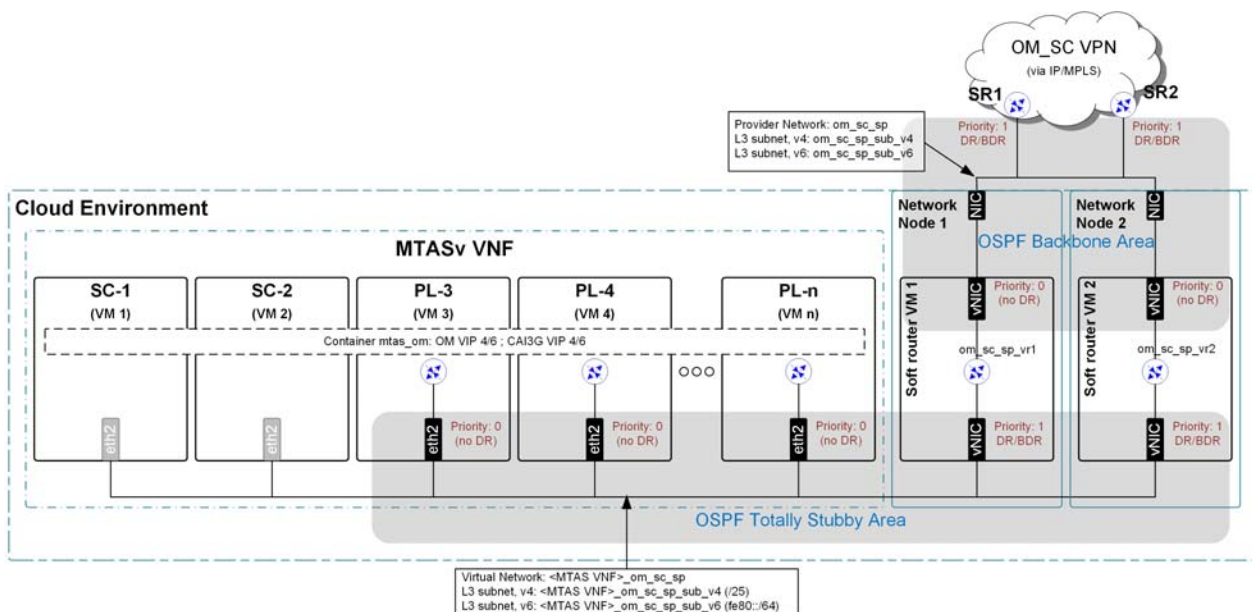 OM_SC VPN
(via IP/MPLS)
SR1
SR2
Priority: 1
DR/BDR
Priority: 1
DR/BDR
Provider Network: om_sc_sp
L3 subnet, v4: om_sc_sp_sub_v4
L3 subnet, v6: om_sc_sp_sub_v6
Cloud Environment
Network
Node 1
NIC
Network
Node 2
NIC
OSPF Backbone Area
MTASv VNF
SC-1
(VM 1)
SC-2
(VM 2)
PL-3
(VM 3)
PL-4
(VM 4)
PL-n
(VM n)
Container mtas_om: OM VIP 4/6 ; CAI3G VIP 4/6
Soft router VM 1
vNIC
Priority: 0
(no DR)
om_sc_sp_vr1
Soft router VM 2
vNIC
Priority: 0
(no DR)
om_sc_sp_vr2
eth2
eth2
eth2
Priority: 0
(no DR)
eth2
Priority: 0
(no DR)
eth2
Priority: 0
(no DR)
vNIC
Priority: 1
DR/BDR
vNIC
Priority: 1
DR/BDR
OSPF Totally Stubby Area
Virtual Network: <MTAS VNF>_om_sc_sp
L3 subnet, v4: <MTAS VNF>_om_sc_sp_sub_v4 (/25)
L3 subnet, v6: <MTAS VNF>_om_sc_sp_sub_v6 (fe80::/64)